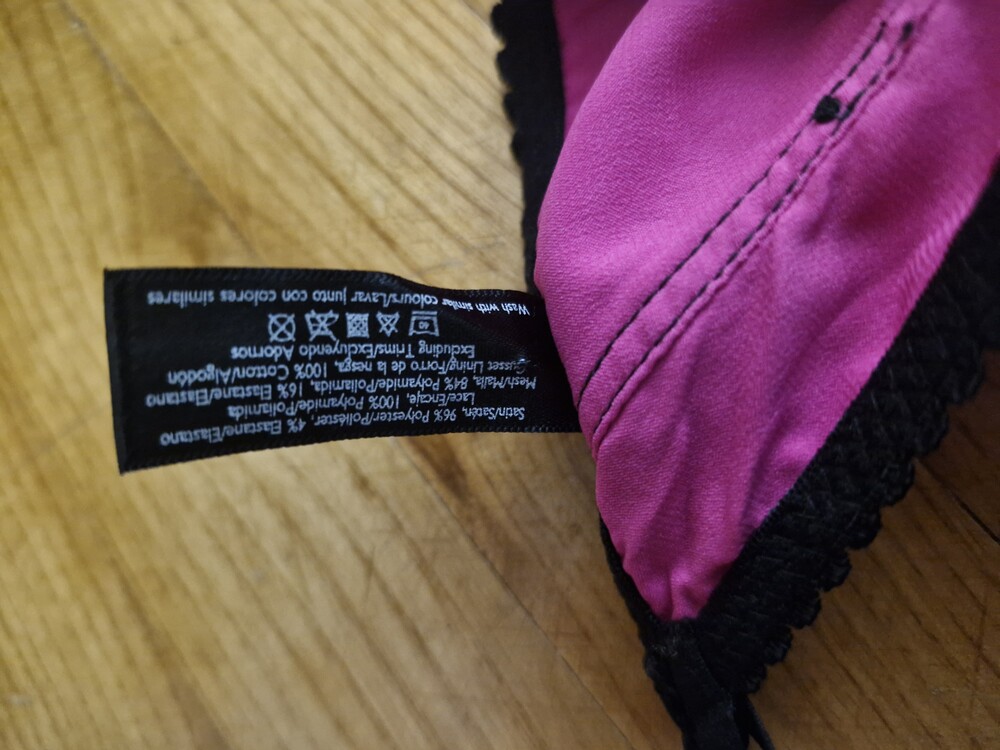 Satin/Satén, 96% Polyester/Poliéster, 4% Elastane/Elastano
Lace/Encaje, 100% Polyamide/Poliamida
Mesh/Malla, 84% Polyamide/Poliamida, 16% Elastane/Elastano
Gusset Lining/Forro de la nesga, 100% Cotton/Algodón
Excluding Trims/Excluyendo Adornos
40
Wash with similar colours/Lavar junto con colores similares